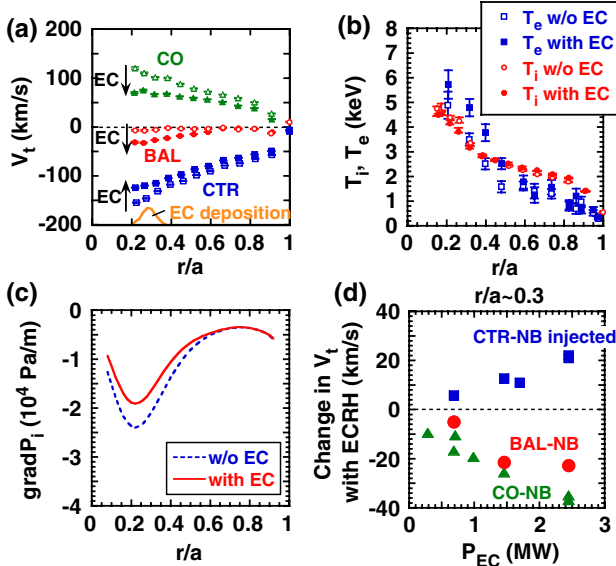 (a)
200
100
0
-100
-200
V_t (km/s)
CO
EC
EC
BAL
EC
CTR
EC deposition
0 0.2 0.4 0.6 0.8 1
r/a
(b)
T_e w/o EC
T_e with EC
T_i w/o EC
T_i with EC
8
7
6
5
4
3
2
1
0
T_i, T_e (keV)
0 0.2 0.4 0.6 0.8 1
r/a
(c)
0
-1
-2
-3
-4
gradP_i (10^4 Pa/m)
w/o EC
with EC
0 0.2 0.4 0.6 0.8 1
r/a
(d)
r/a~0.3
40
20
0
-20
-40
Change in V_t
with ECRH (km/s)
CTR-NB injected
BAL-NB
CO-NB
0 1 2 3
P_EC (MW)